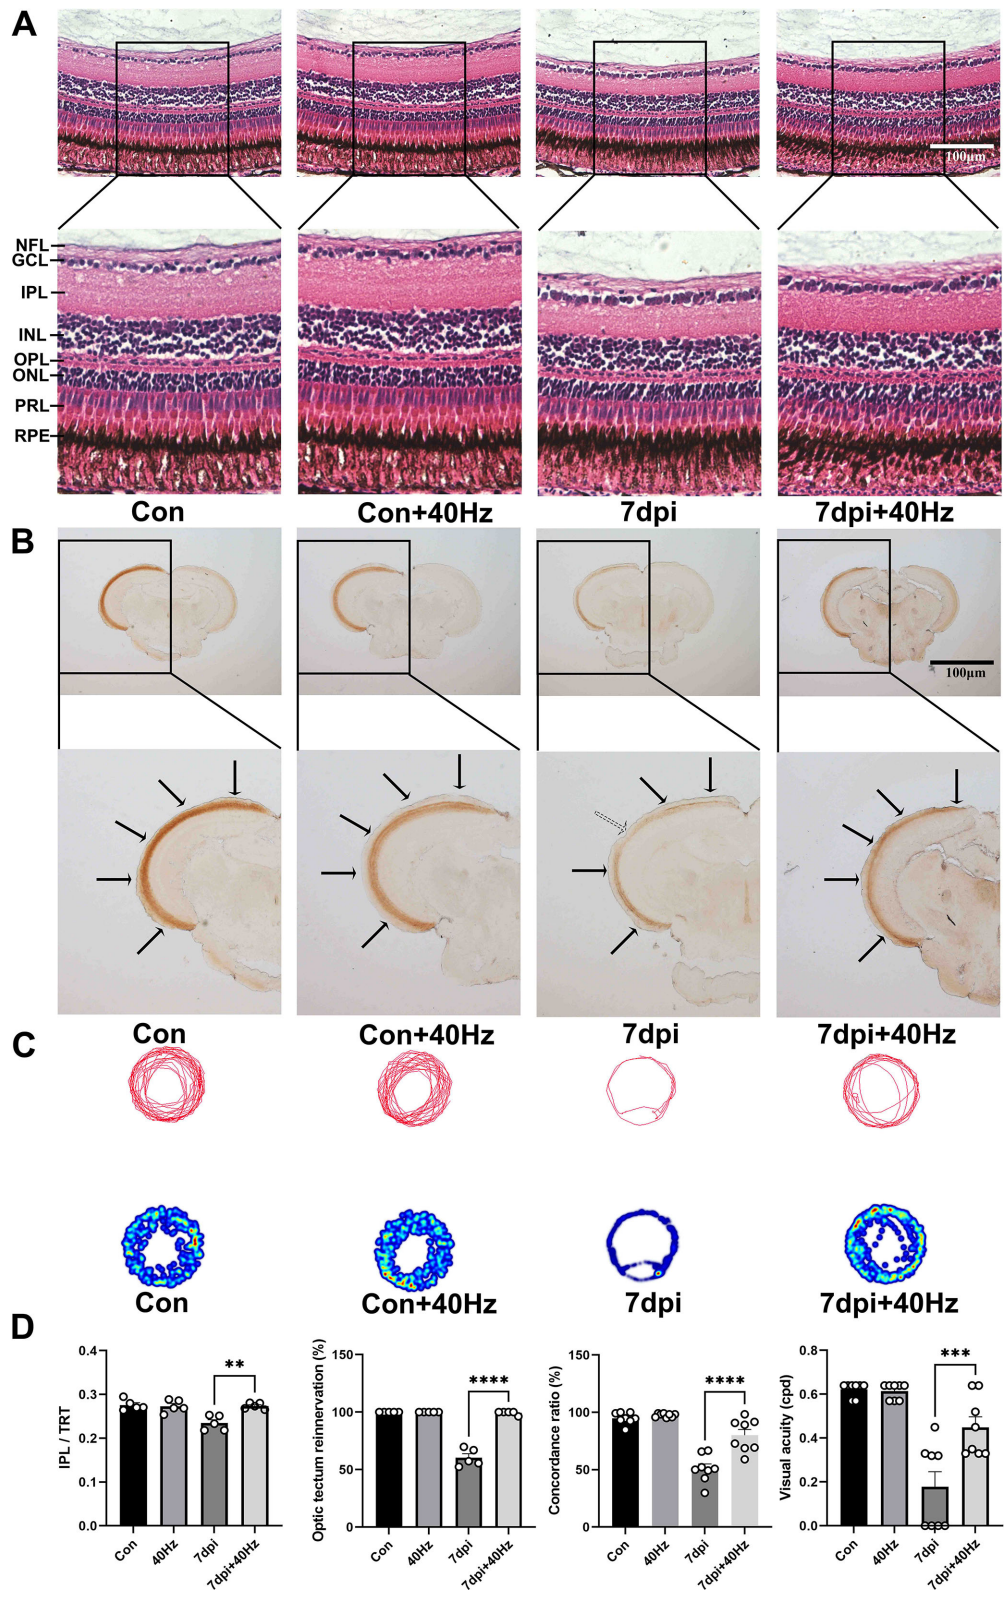 A
100μm
NFL
GCL
IPL
INL
OPL
ONL
PRL
RPE
Con Con+40Hz 7dpi 7dpi+40Hz
B
100μm
Con Con+40Hz 7dpi 7dpi+40Hz
C
Con Con+40Hz 7dpi 7dpi+40Hz
D
IPL / TRT
0.4
0.3
0.2
0.1
0.0
**
Con 40Hz 7dpi 7dpi+40Hz
Optic tectum reinnervation (%)
150
100
50
0
****
Con 40Hz 7dpi 7dpi+40Hz
Concordance ratio (%)
150
100
50
0
****
Con 40Hz 7dpi 7dpi+40Hz
Visual acuity (cpd)
0.8
0.6
0.4
0.2
0.0
***
Con 40Hz 7dpi 7dpi+40Hz